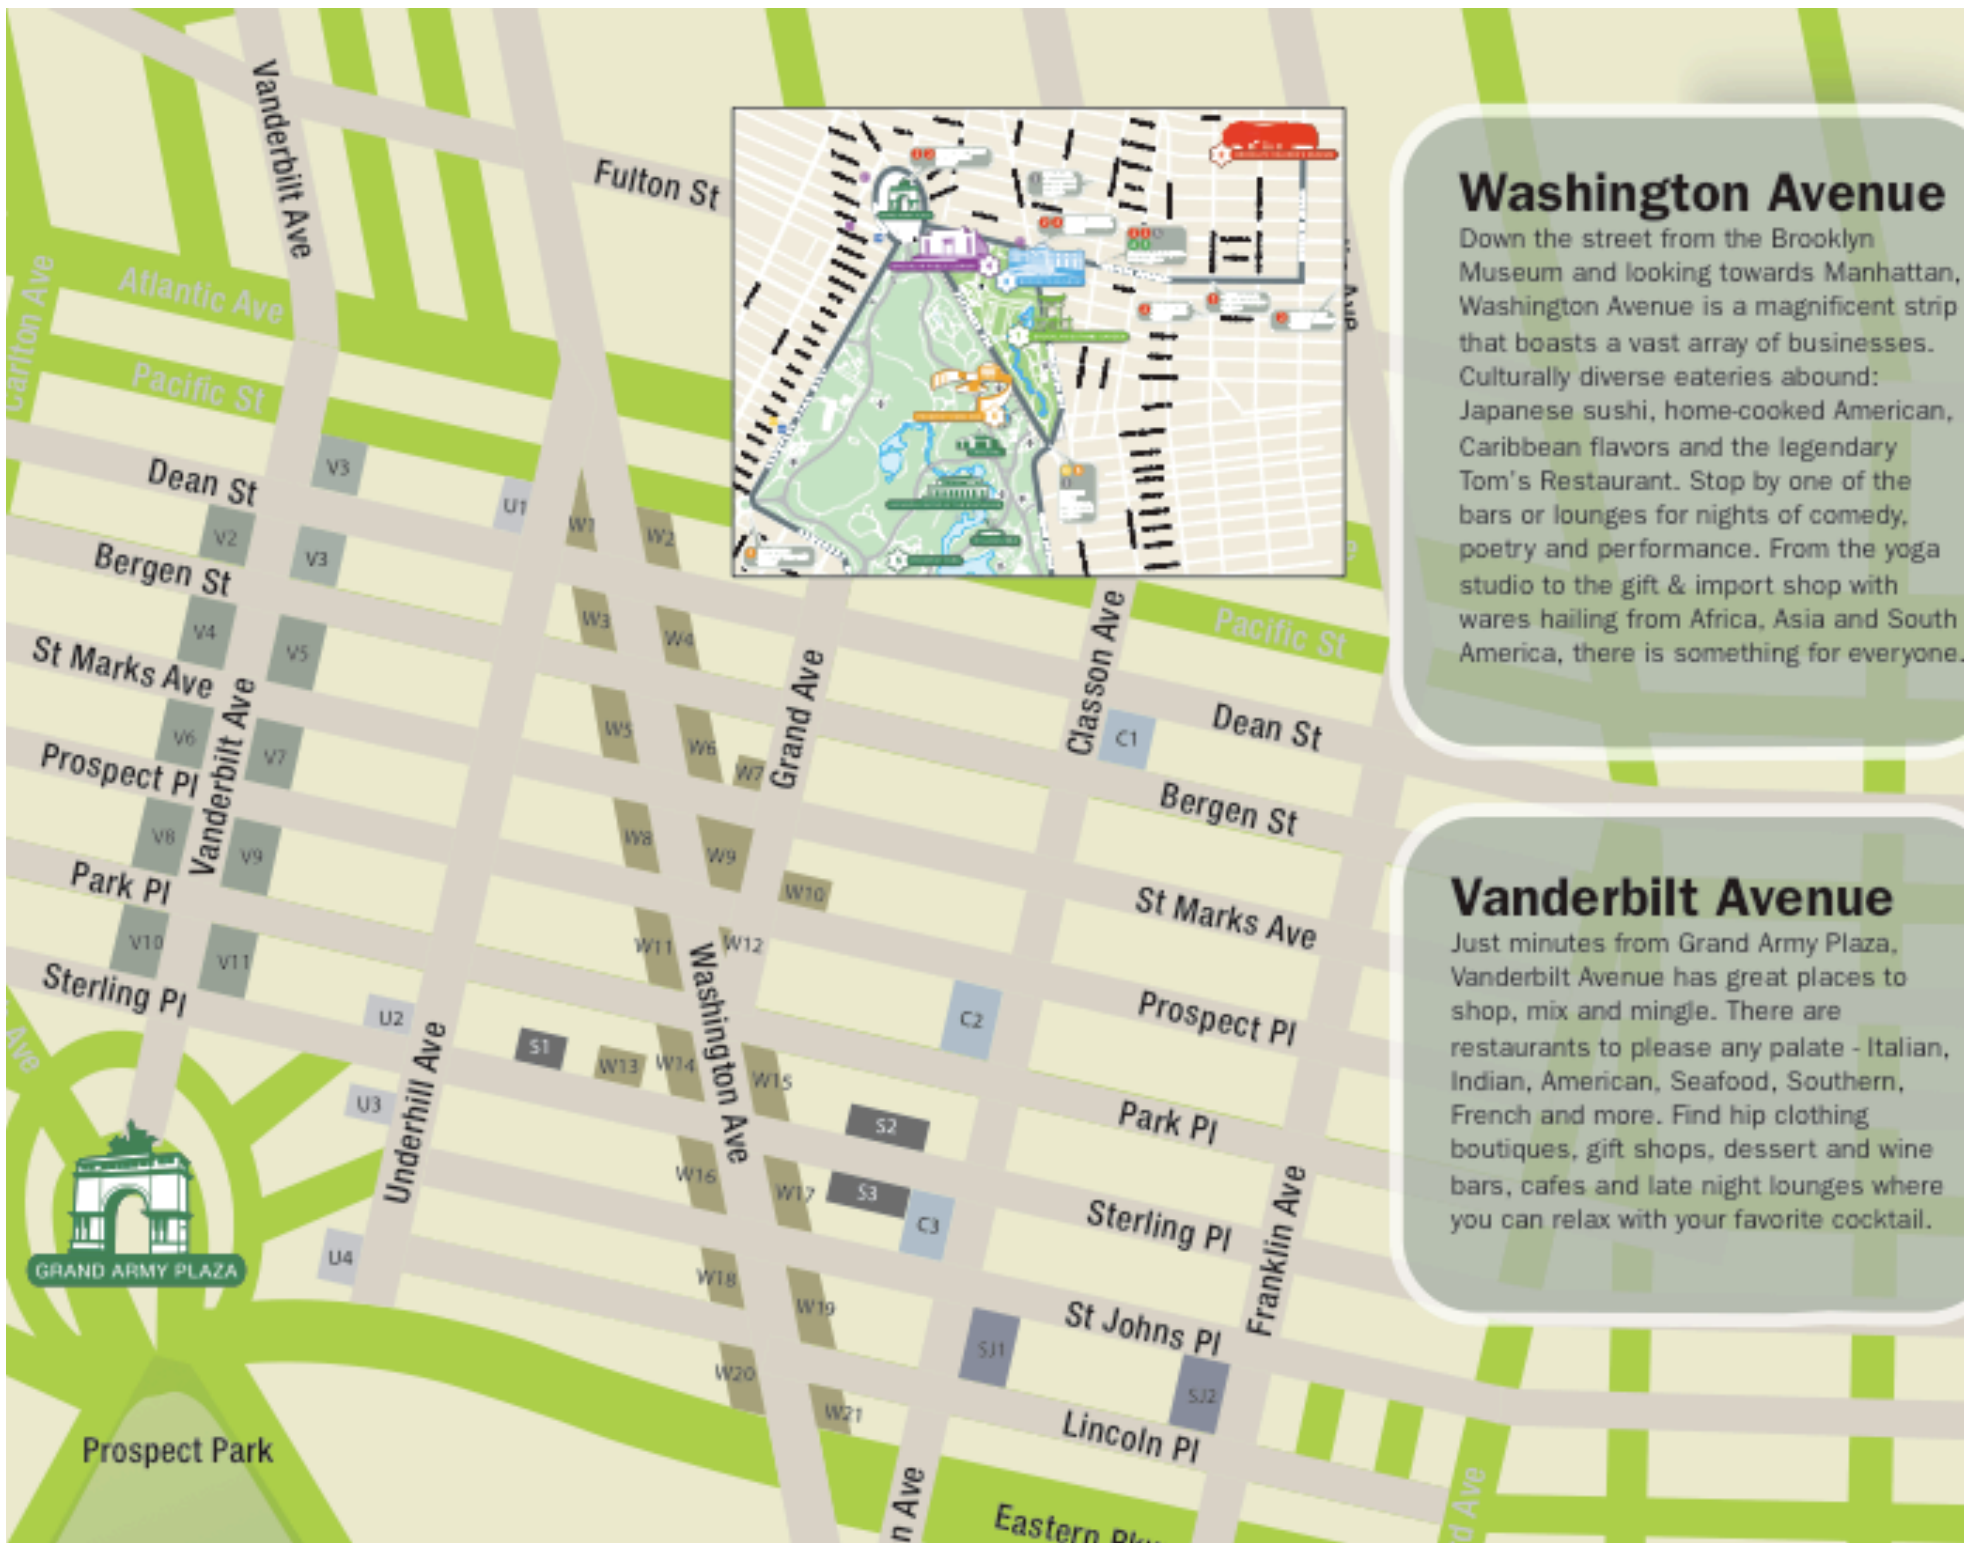 Vanderbilt Ave
Fulton St
Atlantic Ave
Carlton Ave
Pacific St
Dean St
V3
U1
W1
W2
V2
V3
Bergen St
V4
V5
W3
W4
St Marks Ave
Vanderbilt Ave
V6
V7
W5
W6
W7
Grand Ave
Classon Ave
Pacific St
C1
Dean St
Prospect Pl
V8
V9
W8
W9
W10
Bergen St
Park Pl
V10
V11
W11
W12
St Marks Ave
Sterling Pl
U2
Underhill Ave
S1
W13
W14
W15
Washington Ave
C2
Prospect Pl
Ave
U3
S2
Park Pl
W16
W17
S3
C3
Sterling Pl
Franklin Ave
GRAND ARMY PLAZA
U4
W18
W19
SJ1
St Johns Pl
SJ2
W20
W21
Lincoln Pl
Prospect Park
n Ave
Eastern Pkwy
d Ave
Washington Avenue
Down the street from the Brooklyn
Museum and looking towards Manhattan,
Washington Avenue is a magnificent strip
that boasts a vast array of businesses.
Culturally diverse eateries abound:
Japanese sushi, home-cooked American,
Caribbean flavors and the legendary
Tom's Restaurant. Stop by one of the
bars or lounges for nights of comedy,
poetry and performance. From the yoga
studio to the gift & import shop with
wares hailing from Africa, Asia and South
America, there is something for everyone.
Vanderbilt Avenue
Just minutes from Grand Army Plaza,
Vanderbilt Avenue has great places to
shop, mix and mingle. There are
restaurants to please any palate - Italian,
Indian, American, Seafood, Southern,
French and more. Find hip clothing
boutiques, gift shops, dessert and wine
bars, cafes and late night lounges where
you can relax with your favorite cocktail.